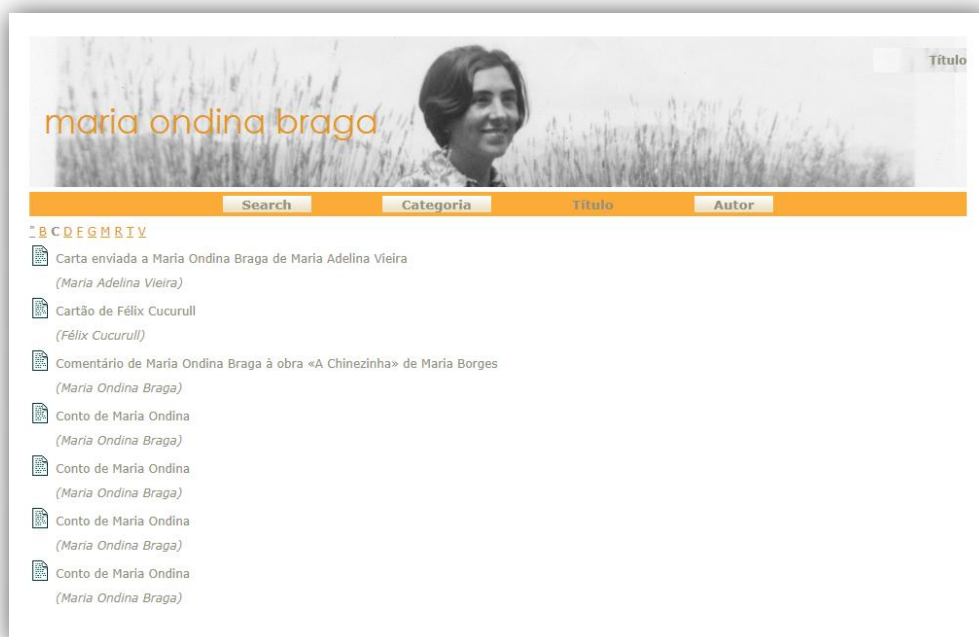 Título
maria ondina braga
Search Categoria Título Autor
" B C D F G M R T V
Carta enviada a Maria Ondina Braga de Maria Adelina Vieira
(Maria Adelina Vieira)
Cartão de Félix Cucurull
(Félix Cucurull)
Comentário de Maria Ondina Braga à obra «A Chinezinha» de Maria Borges
(Maria Ondina Braga)
Conto de Maria Ondina
(Maria Ondina Braga)
Conto de Maria Ondina
(Maria Ondina Braga)
Conto de Maria Ondina
(Maria Ondina Braga)
Conto de Maria Ondina
(Maria Ondina Braga)